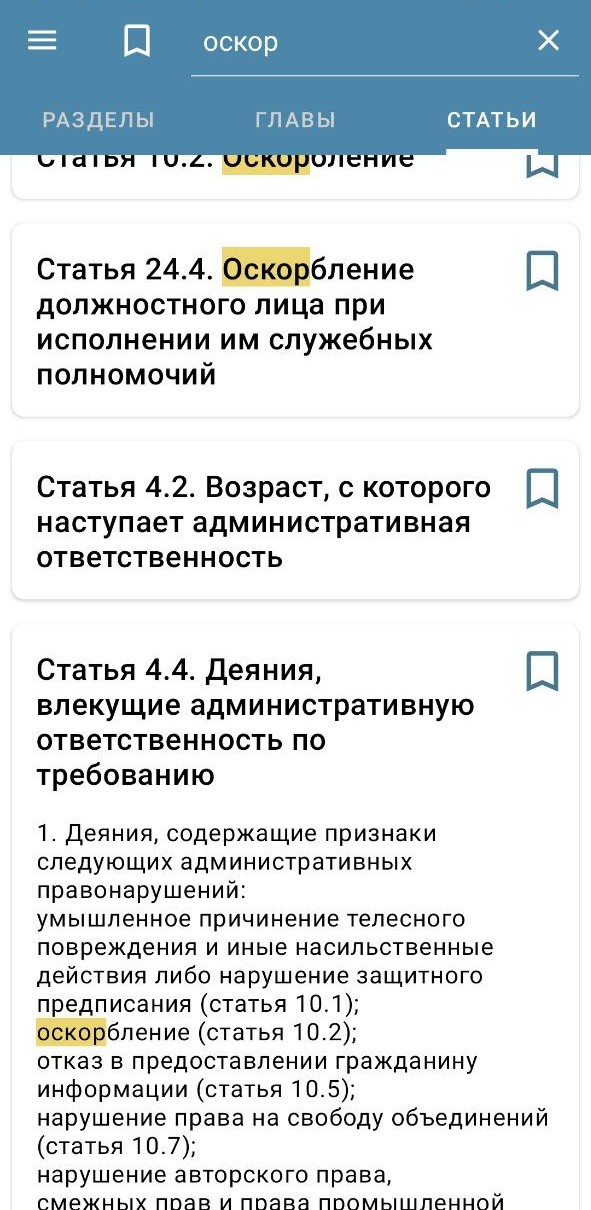 оскор
РАЗДЕЛЫ ГЛАВЫ СТАТЬИ
Статья 10.2. Оскорбление
Статья 24.4. Оскорбление
должностного лица при
исполнении им служебных
полномочий
Статья 4.2. Возраст, с которого
наступает административная
ответственность
Статья 4.4. Деяния,
влекущие административную
ответственность по
требованию
1. Деяния, содержащие признаки
следующих административных
правонарушений:
умышленное причинение телесного
повреждения и иные насильственные
действия либо нарушение защитного
предписания (статья 10.1);
оскорбление (статья 10.2);
отказ в предоставлении гражданину
информации (статья 10.5);
нарушение права на свободу объединений
(статья 10.7);
нарушение авторского права,
смежных прав и права промышленной